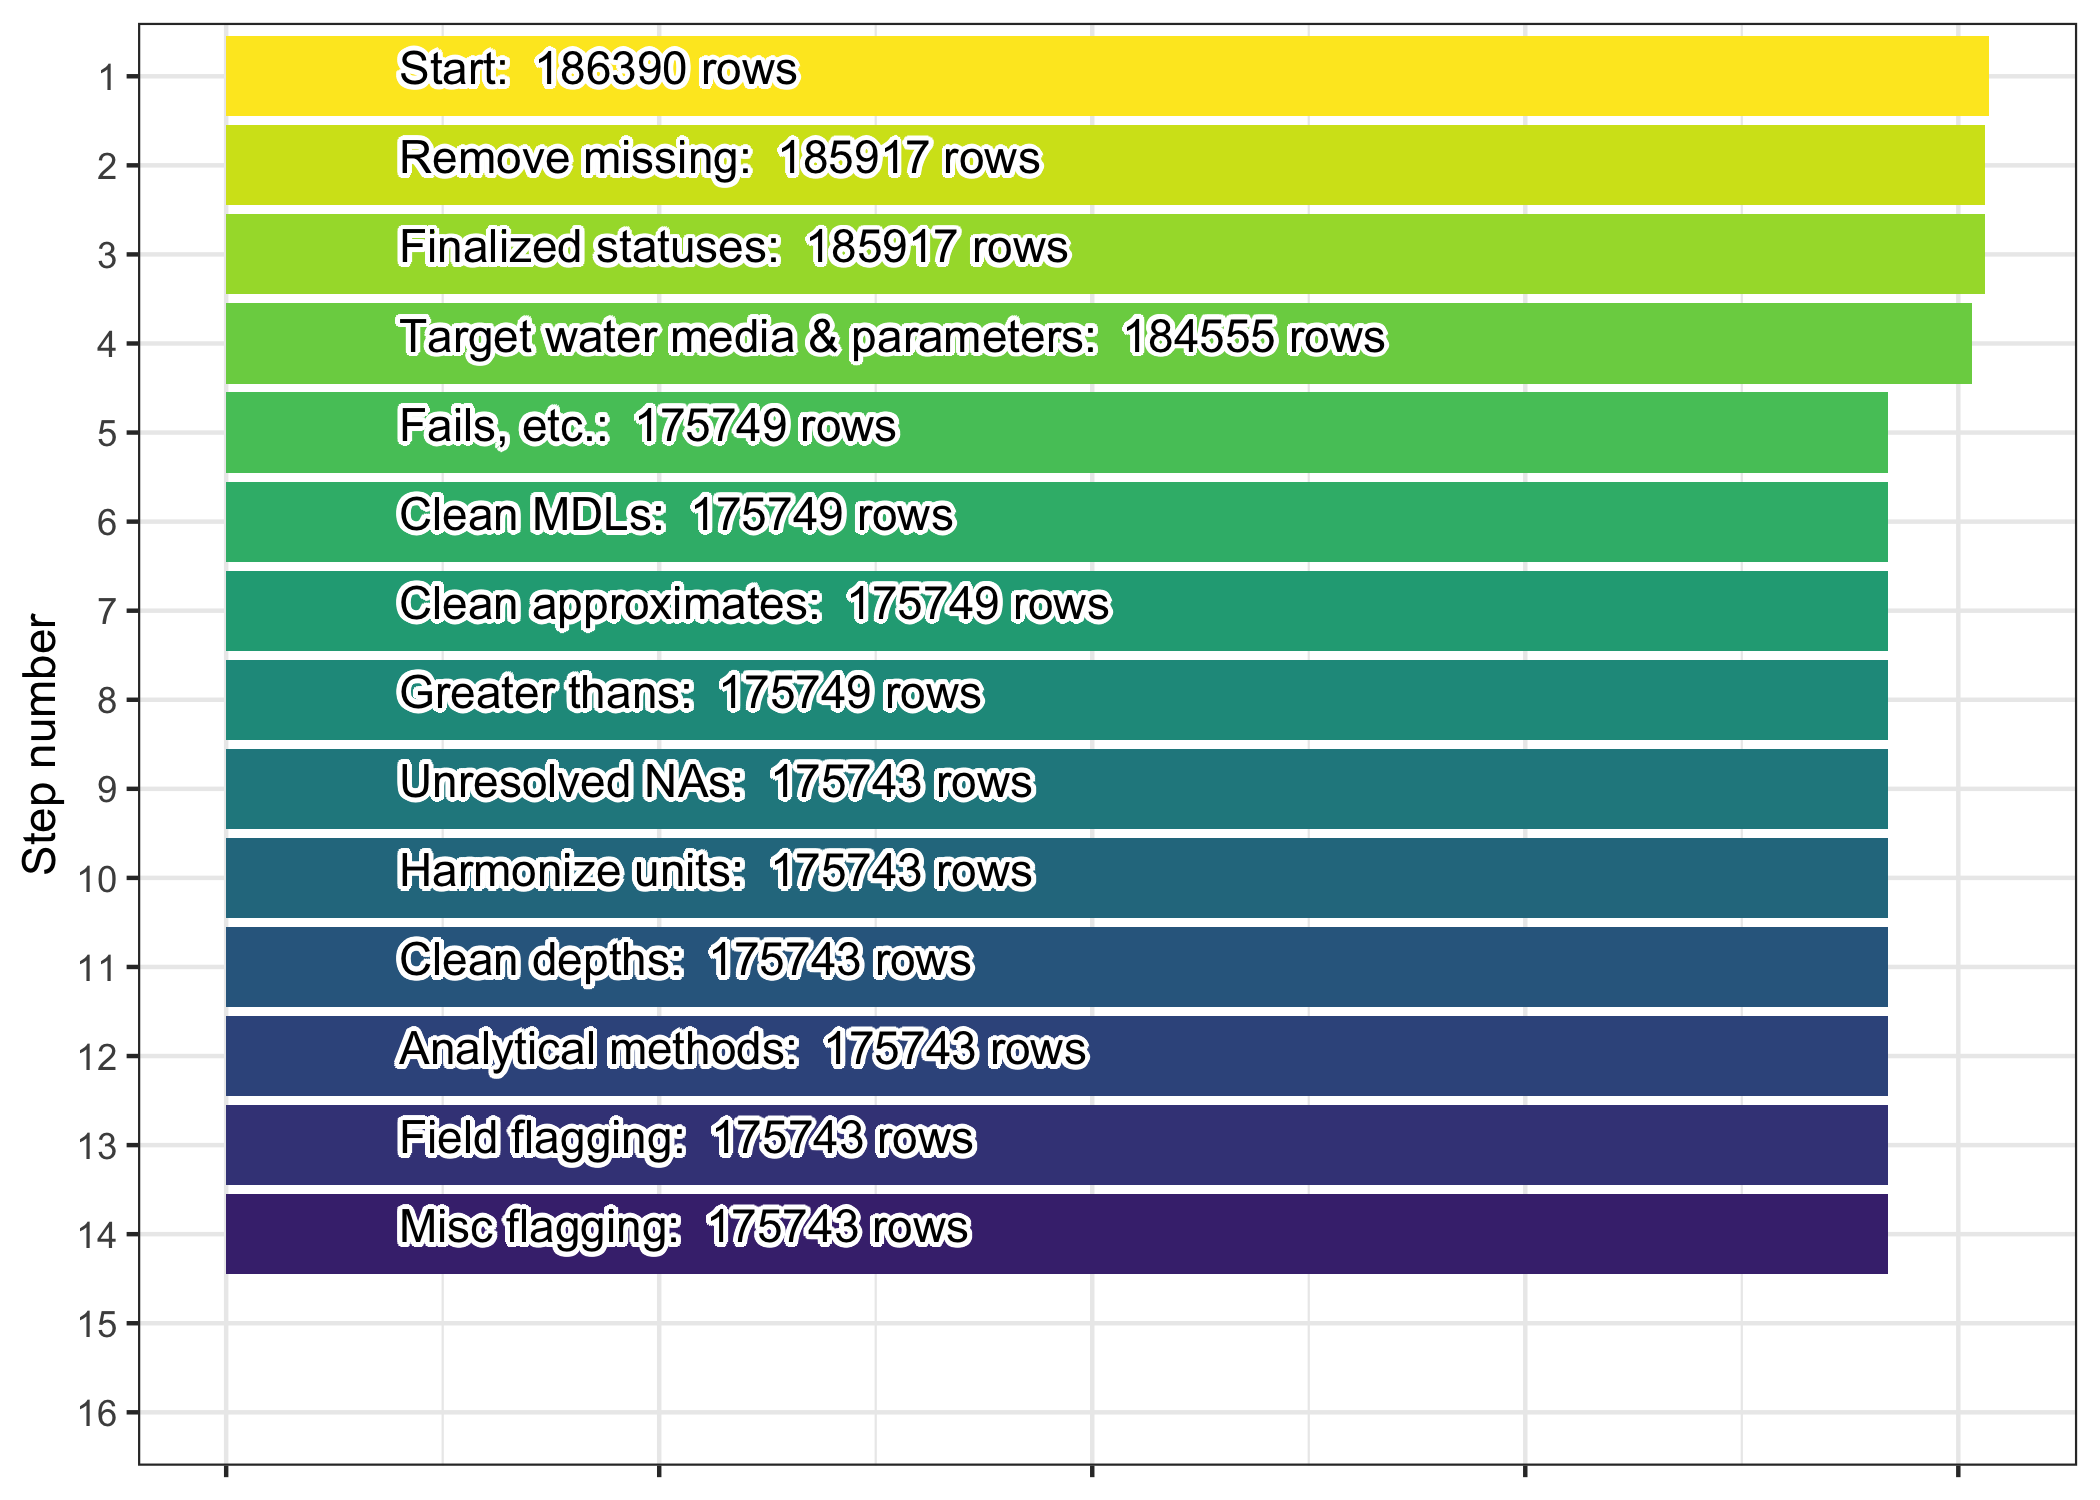 Step number
1
Start: 186390 rows
2
Remove missing: 185917 rows
3
Finalized statuses: 185917 rows
4
Target water media & parameters: 184555 rows
5
Fails, etc.: 175749 rows
6
Clean MDLs: 175749 rows
7
Clean approximates: 175749 rows
8
Greater thans: 175749 rows
9
Unresolved NAs: 175743 rows
10
Harmonize units: 175743 rows
11
Clean depths: 175743 rows
12
Analytical methods: 175743 rows
13
Field flagging: 175743 rows
14
Misc flagging: 175743 rows
15
16